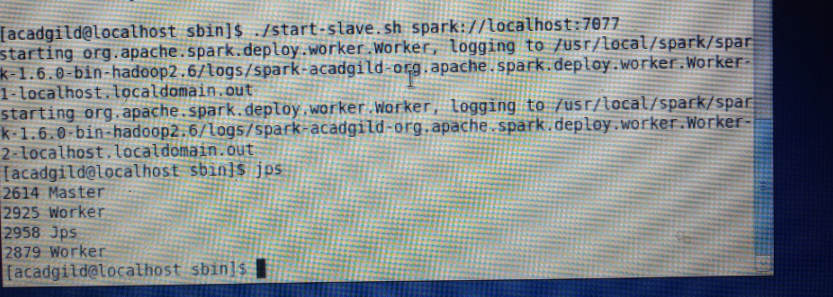 [acadgild@localhost sbin]$ ./start-slave.sh spark://localhost:7077
starting org.apache.spark.deploy.worker.Worker, logging to /usr/local/spark/spar
k-1.6.0-bin-hadoop2.6/logs/spark-acadgild-org.apache.spark.deploy.worker.Worker-
1-localhost.localdomain.out
starting org.apache.spark.deploy.worker.Worker, logging to /usr/local/spark/spar
k-1.6.0-bin-hadoop2.6/logs/spark-acadgild-org.apache.spark.deploy.worker.Worker-
2-localhost.localdomain.out
[acadgild@localhost sbin]$ jps
2614 Master
2925 Worker
2958 Jps
2879 Worker
[acadgild@localhost sbin]$